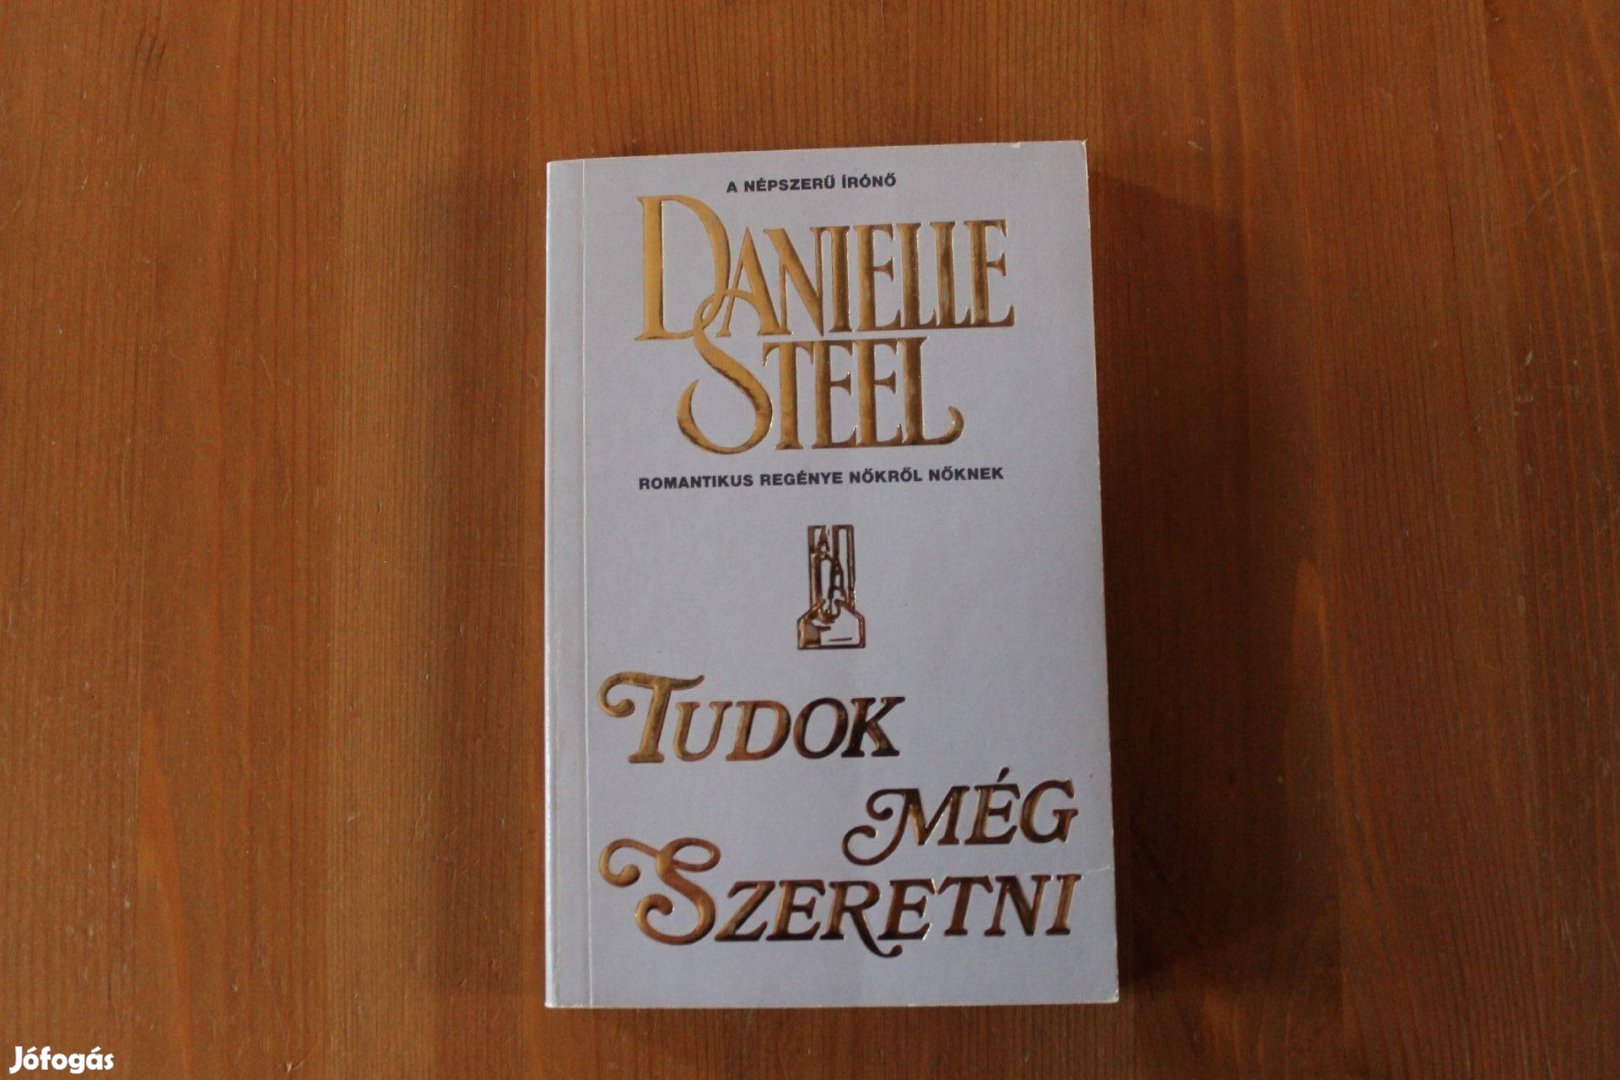 A NÉPSZERŰ ÍRÓNŐ
DANIELLE
STEEL
ROMANTIKUS REGÉNYE NŐKRŐL NŐKNEK
TUDOK
MÉG
SZERETNI
Jófogás